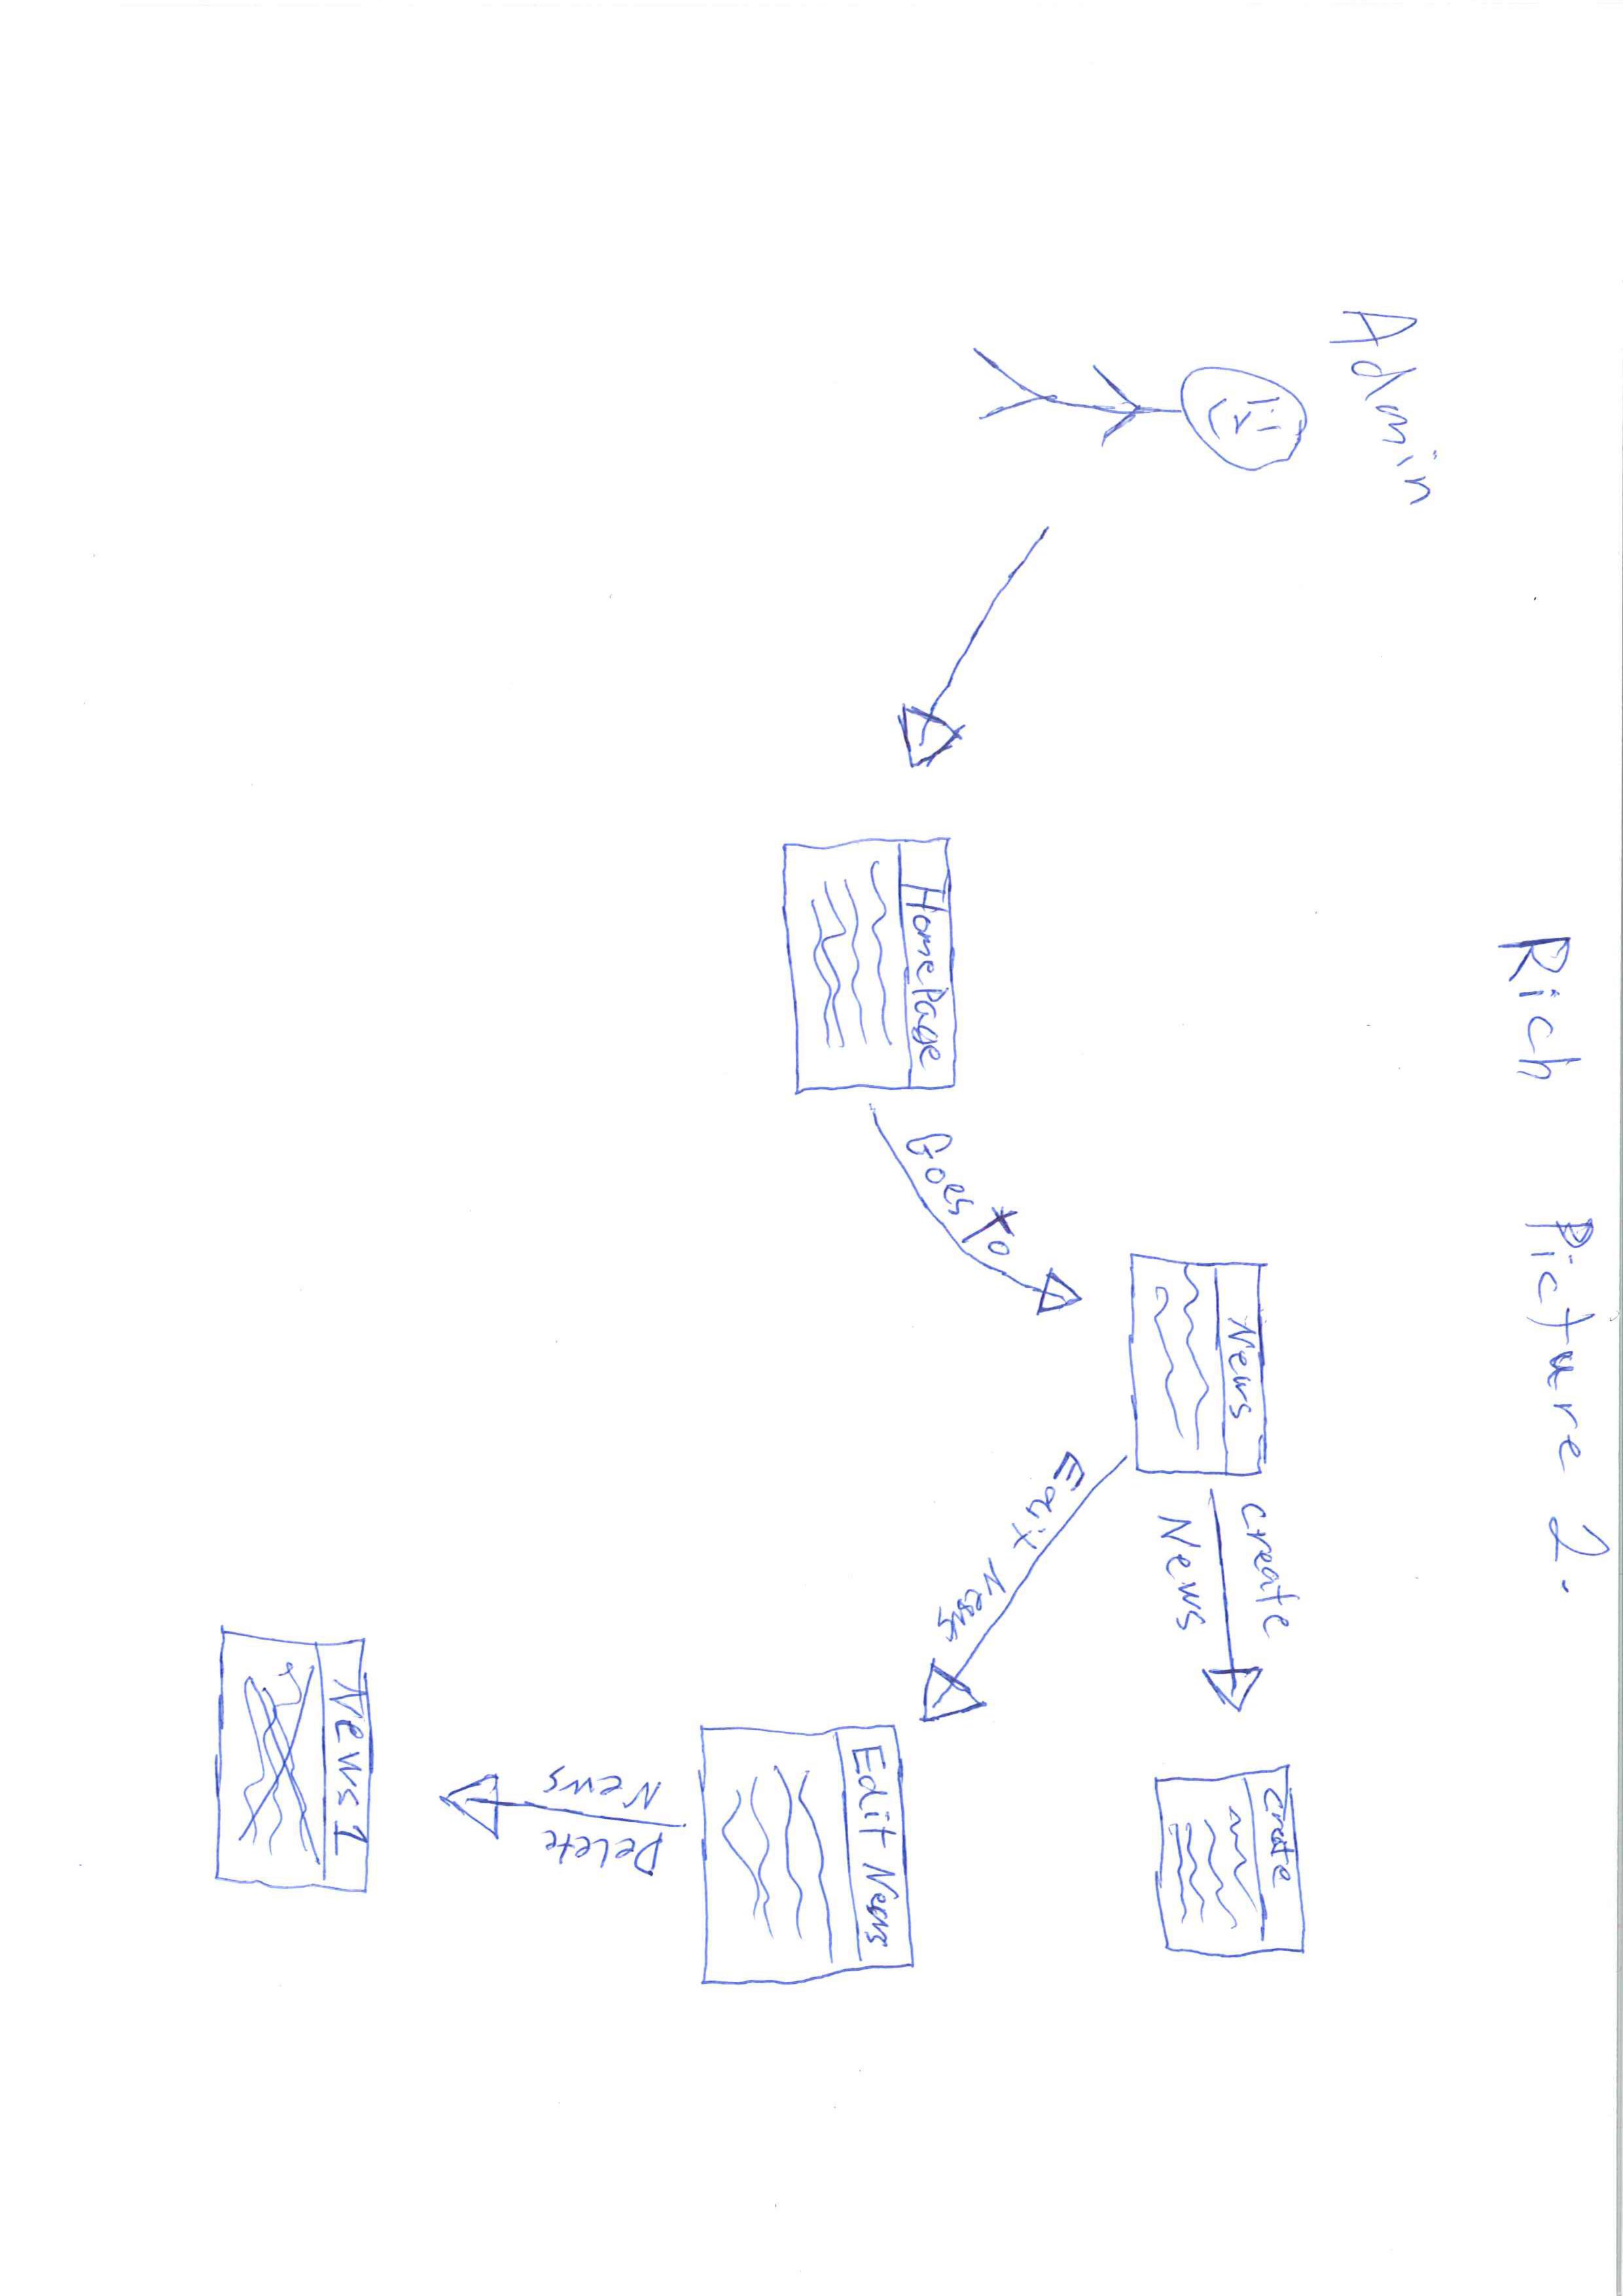 Rich Picture 2.
Admin
HomePage
Goes To
News
create
News
Edit News
create
Edit News
Delete
News
News 1